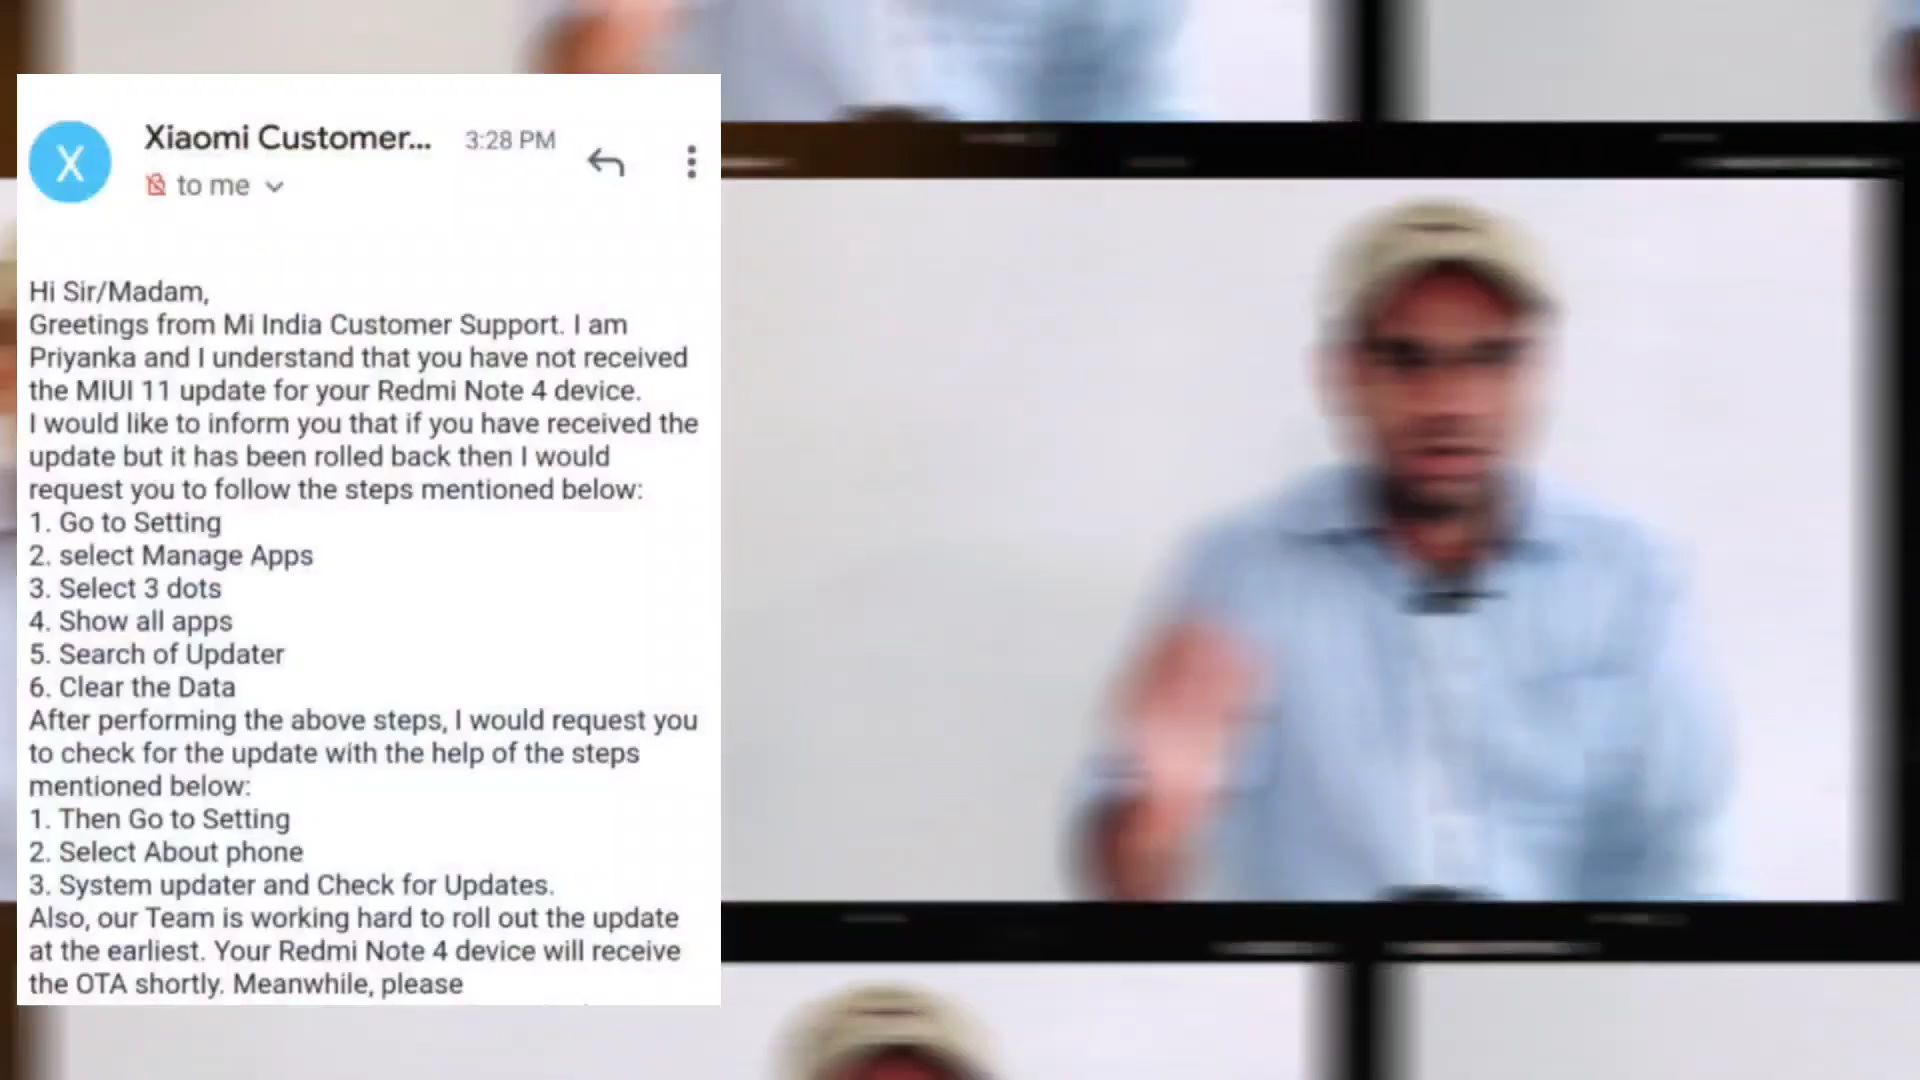 X
Xiaomi Customer... 3:28 PM
to me
Hi Sir/Madam,
Greetings from Mi India Customer Support. I am
Priyanka and I understand that you have not received
the MIUI 11 update for your Redmi Note 4 device.
I would like to inform you that if you have received the
update but it has been rolled back then I would
request you to follow the steps mentioned below:
1. Go to Setting
2. select Manage Apps
3. Select 3 dots
4. Show all apps
5. Search of Updater
6. Clear the Data
After performing the above steps, I would request you
to check for the update with the help of the steps
mentioned below:
1. Then Go to Setting
2. Select About phone
3. System updater and Check for Updates.
Also, our Team is working hard to roll out the update
at the earliest. Your Redmi Note 4 device will receive
the OTA shortly. Meanwhile, please